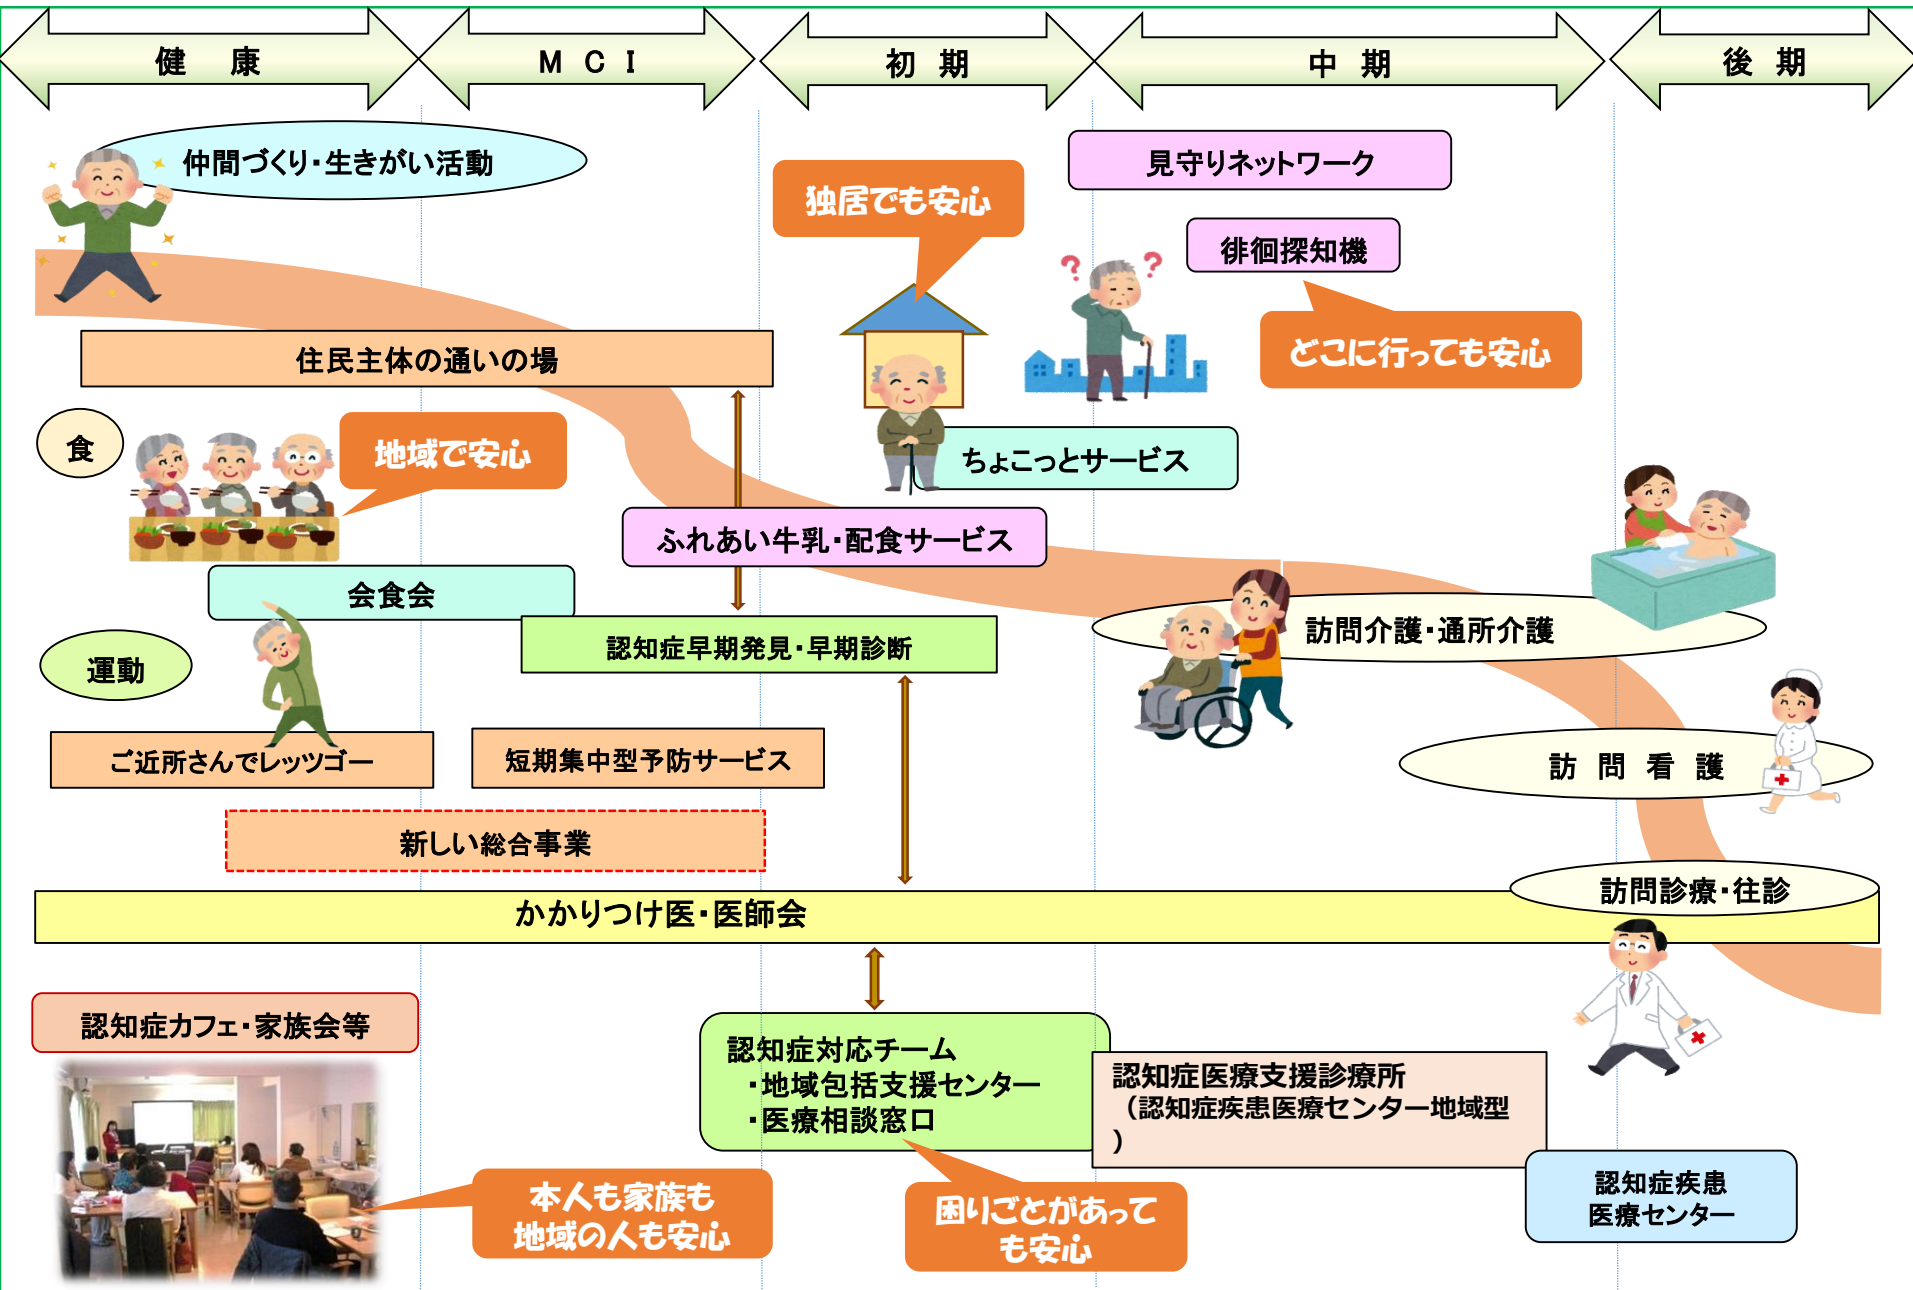 健　康
ＭＣＩ
初　期
中　期
後　期
仲間づくり・生きがい活動
見守りネットワーク
独居でも安心
徘徊探知機
どこに行っても安心
住民主体の通いの場
食
地域で安心
ちょこっとサービス
ふれあい牛乳・配食サービス
会食会
認知症早期発見・早期診断
訪問介護・通所介護
運動
ご近所さんでレッツゴー
短期集中型予防サービス
訪　問　看　護
新しい総合事業
訪問診療・往診
かかりつけ医・医師会
認知症カフェ・家族会等
認知症対応チーム
・地域包括支援センター
・医療相談窓口
認知症医療支援診療所
（認知症疾患医療センター地域型
）
本人も家族も
地域の人も安心
困りごとがあって
も安心
認知症疾患
医療センター